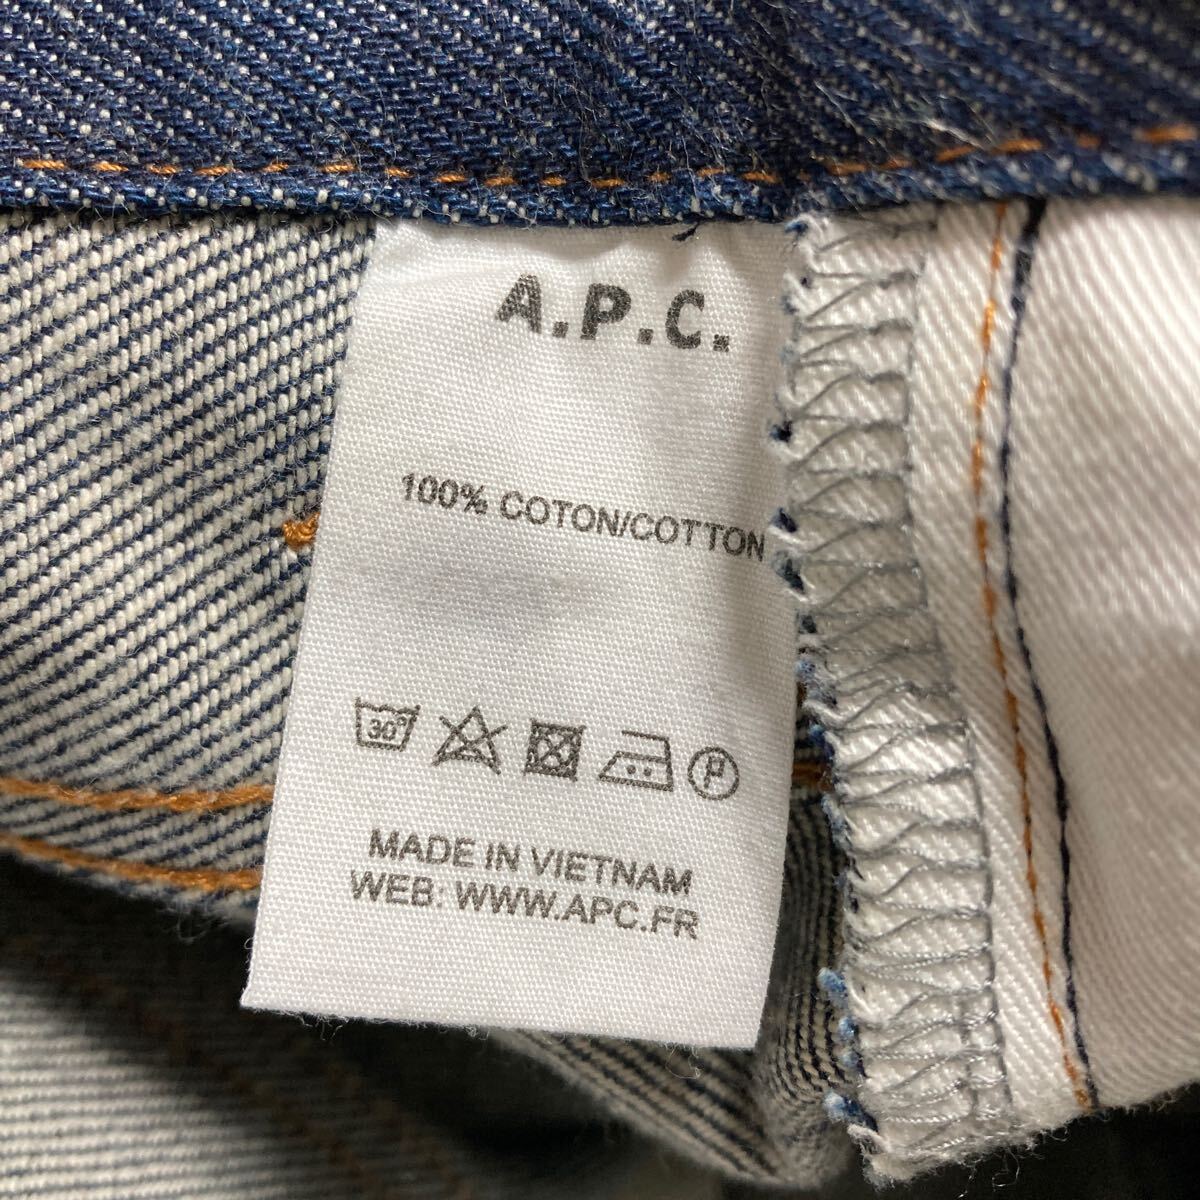 A.P.C.
100% COTON/COTTON
30° P
MADE IN VIETNAM
WEB: WWW.APC.FR